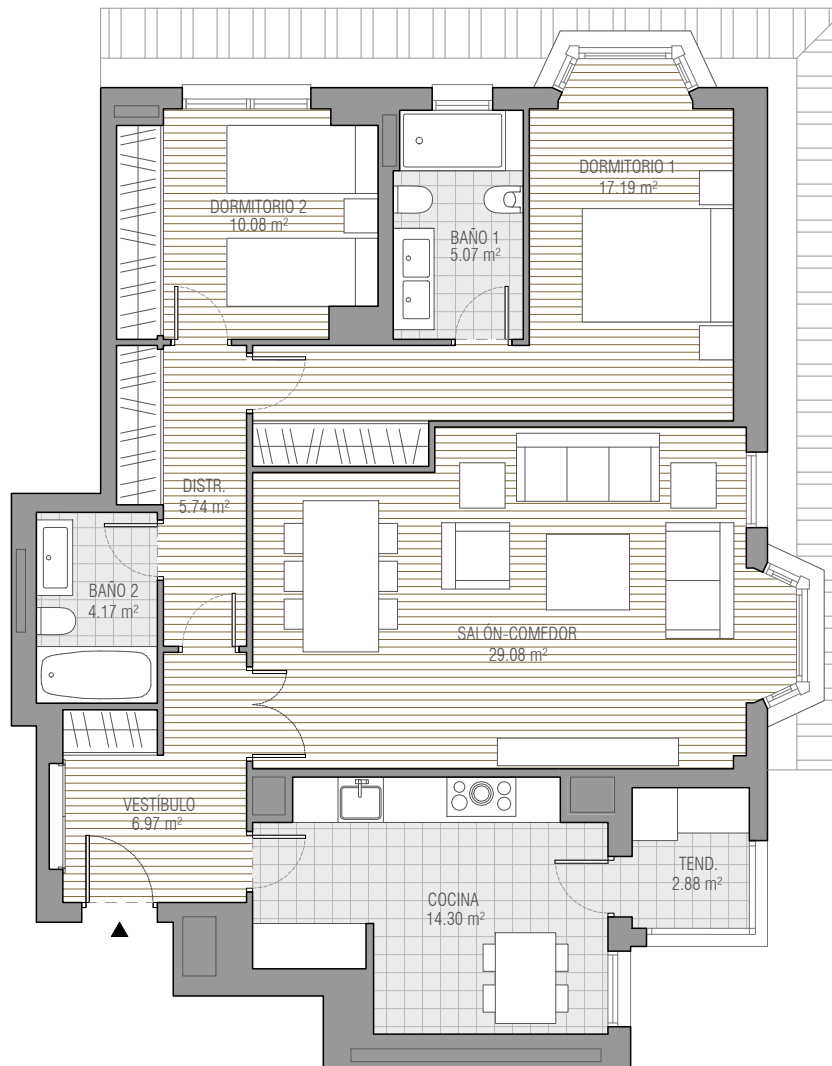 DORMITORIO 1
17.19 m²
DORMITORIO 2
10.08 m²
BAÑO 1
5.07 m²
DISTR.
5.74 m²
BAÑO 2
4.17 m²
SALÓN-COMEDOR
29.08 m²
VESTÍBULO
6.97 m²
TEND.
2.88 m²
COCINA
14.30 m²